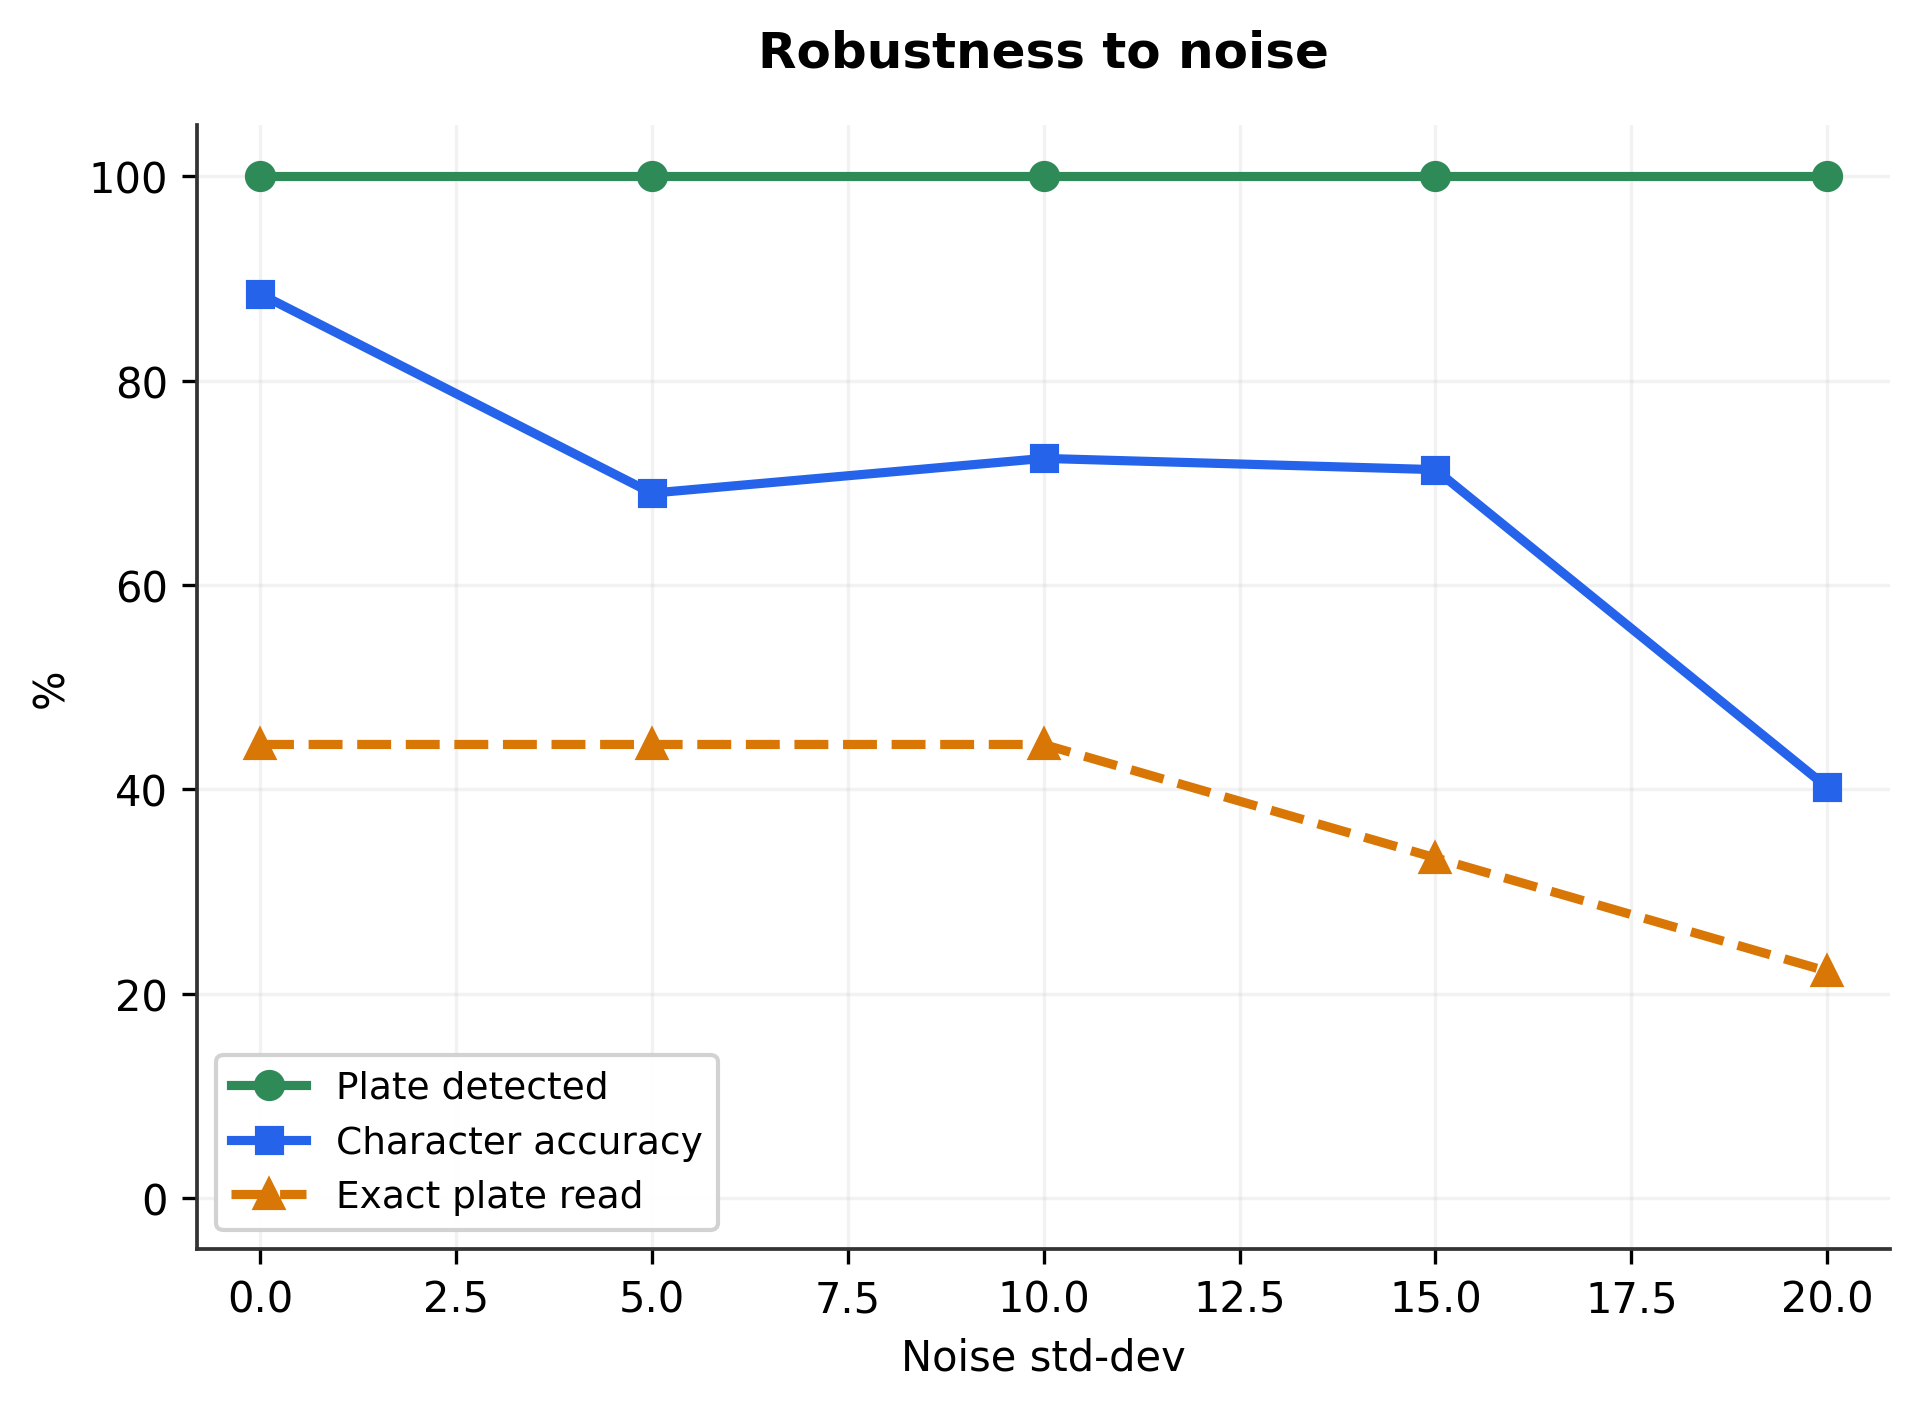 Robustness to noise
100
80
60
40
20
0
%
Plate detected
Character accuracy
Exact plate read
0.0 2.5 5.0 7.5 10.0 12.5 15.0 17.5 20.0
Noise std-dev